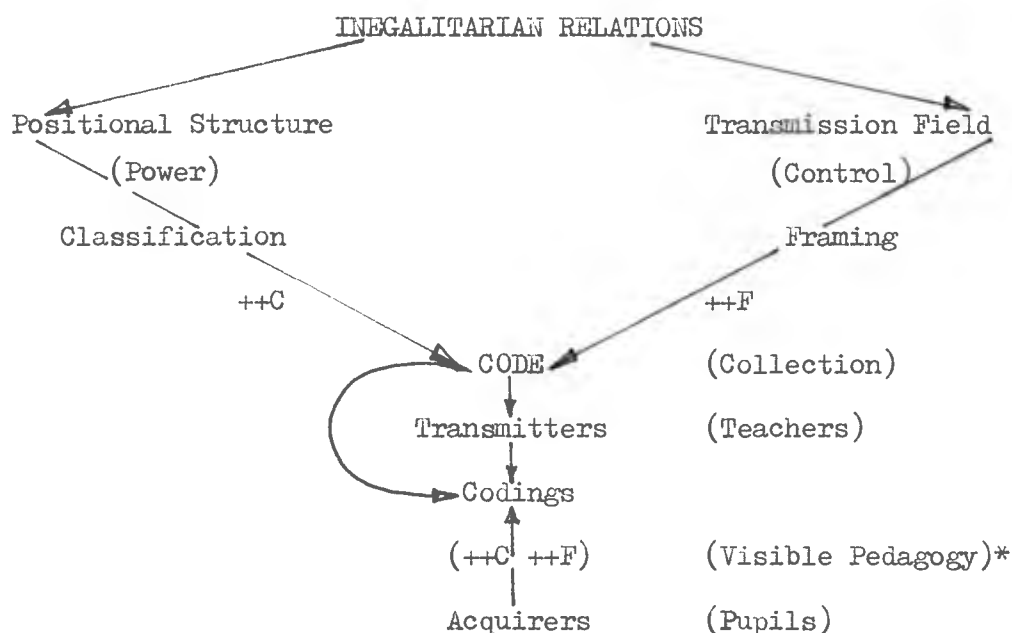 INEGALITARIAN RELATIONS
Positional Structure Transmission Field
(Power) (Control)
Classification Framing
++C ++F
CODE (Collection)
Transmitters (Teachers)
Codings
(++C ++F) (Visible Pedagogy)*
Acquirers (Pupils)